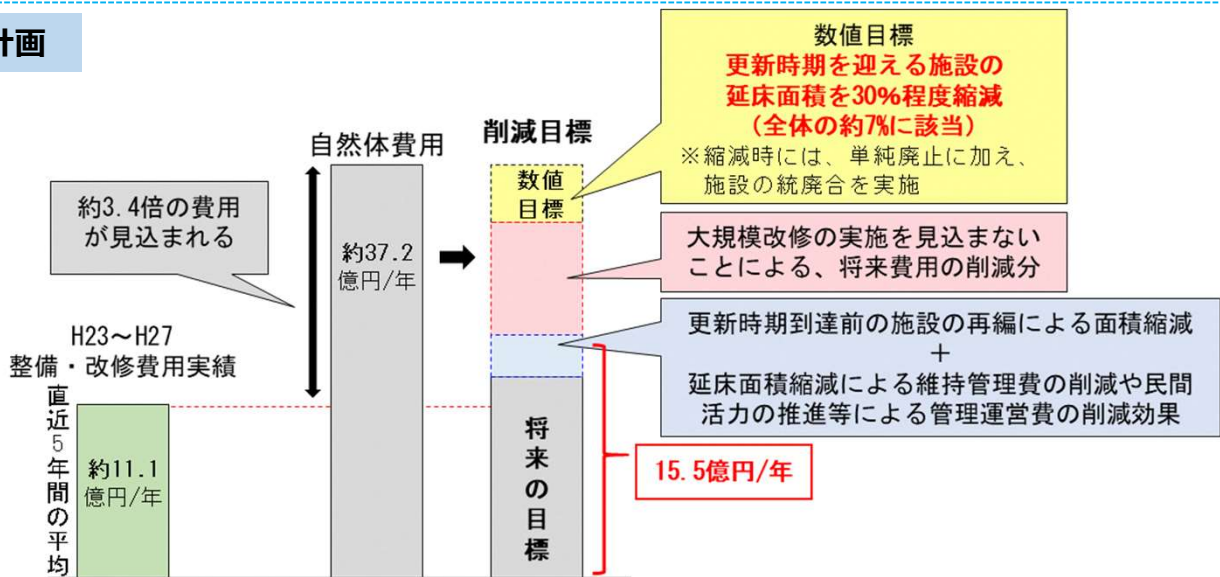 計画
数値目標
更新時期を迎える施設の
延床面積を30%程度縮減
(全体の約7%に該当)
※縮減時には、単純廃止に加え、
施設の統廃合を実施
自然体費用
削減目標
約3.4倍の費用
が見込まれる
数値
目標
約37.2
億円/年
大規模改修の実施を見込まない
ことによる、将来費用の削減分
H23～H27
整備・改修費用実績
更新時期到達前の施設の再編による面積縮減
＋
延床面積縮減による維持管理費の削減や民間
活力の推進等による管理運営費の削減効果
直近5年間の平均
約11.1
億円/年
将来の目標
15.5億円/年